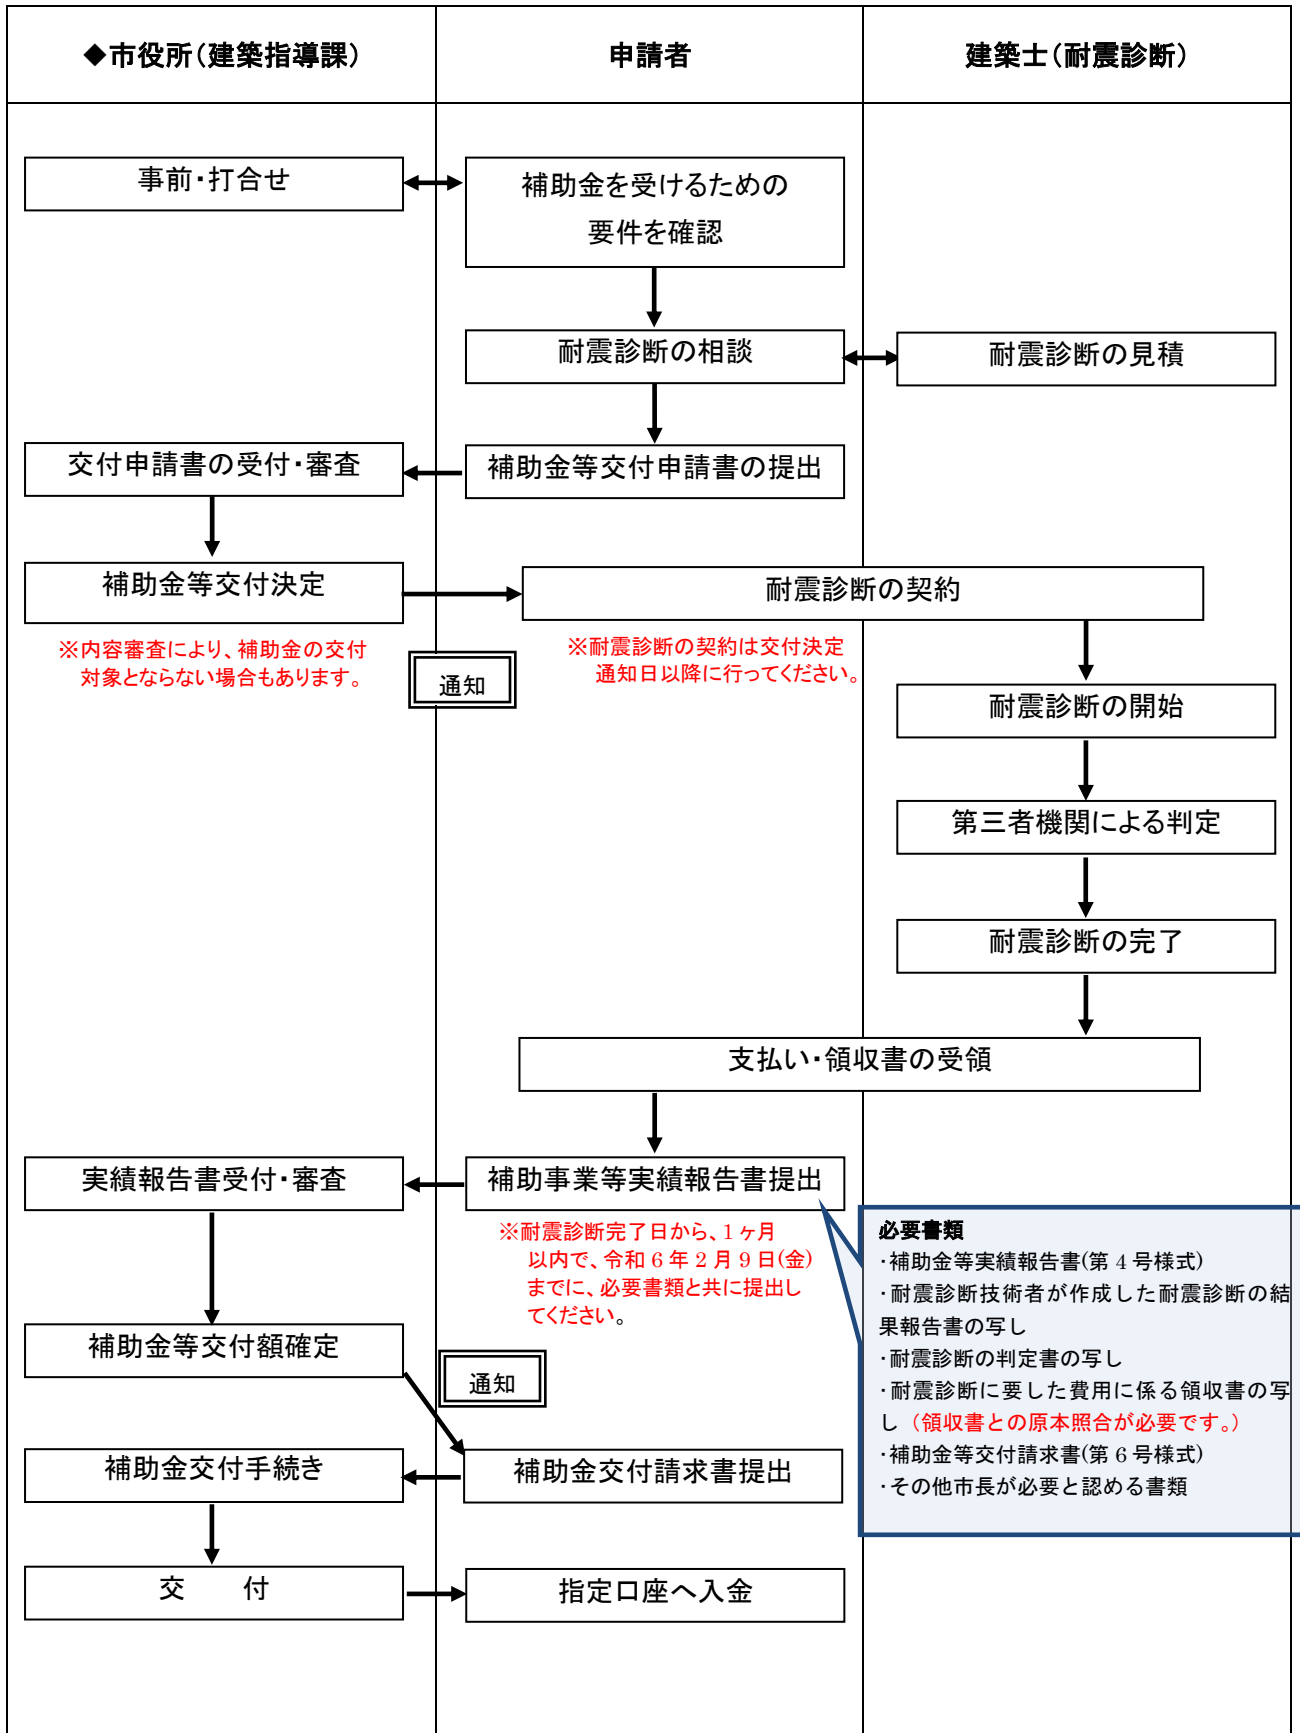 ◆市役所（建築指導課）
申請者
建築士（耐震診断）
事前・打合せ
補助金を受けるための
要件を確認
耐震診断の相談
耐震診断の見積
交付申請書の受付・審査
補助金等交付申請書の提出
補助金等交付決定
耐震診断の契約
※内容審査により、補助金の交付
対象とならない場合もあります。
通知
※耐震診断の契約は交付決定
通知日以降に行ってください。
耐震診断の開始
第三者機関による判定
耐震診断の完了
支払い・領収書の受領
実績報告書受付・審査
補助事業等実績報告書提出
※耐震診断完了日から、1ヶ月
以内で、令和6年2月9日(金)
までに、必要書類と共に提出し
てください。
必要書類
・補助金等実績報告書(第4号様式)
・耐震診断技術者が作成した耐震診断の結
果報告書の写し
・耐震診断の判定書の写し
・耐震診断に要した費用に係る領収書の写
し（領収書との原本照合が必要です。）
・補助金等交付請求書(第6号様式)
・その他市長が必要と認める書類
補助金等交付額確定
通知
補助金交付手続き
補助金交付請求書提出
交　　付
指定口座へ入金